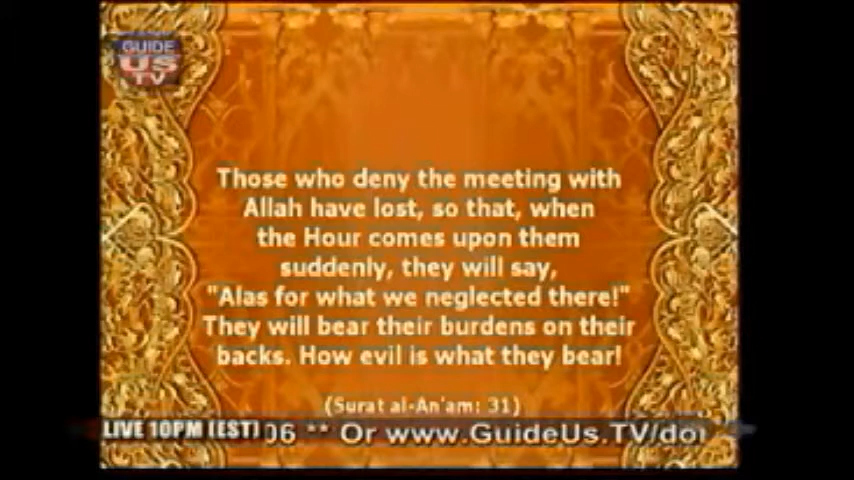 GUIDE
US
TV
Those who deny the meeting with
Allah have lost, so that, when
the Hour comes upon them
suddenly, they will say,
"Alas for what we neglected there!"
They will bear their burdens on their
backs. How evil is what they bear!
(Surat al-An'am: 31)
LIVE 10PM (EST) 06 ** Or www.GuideUs.TV/do